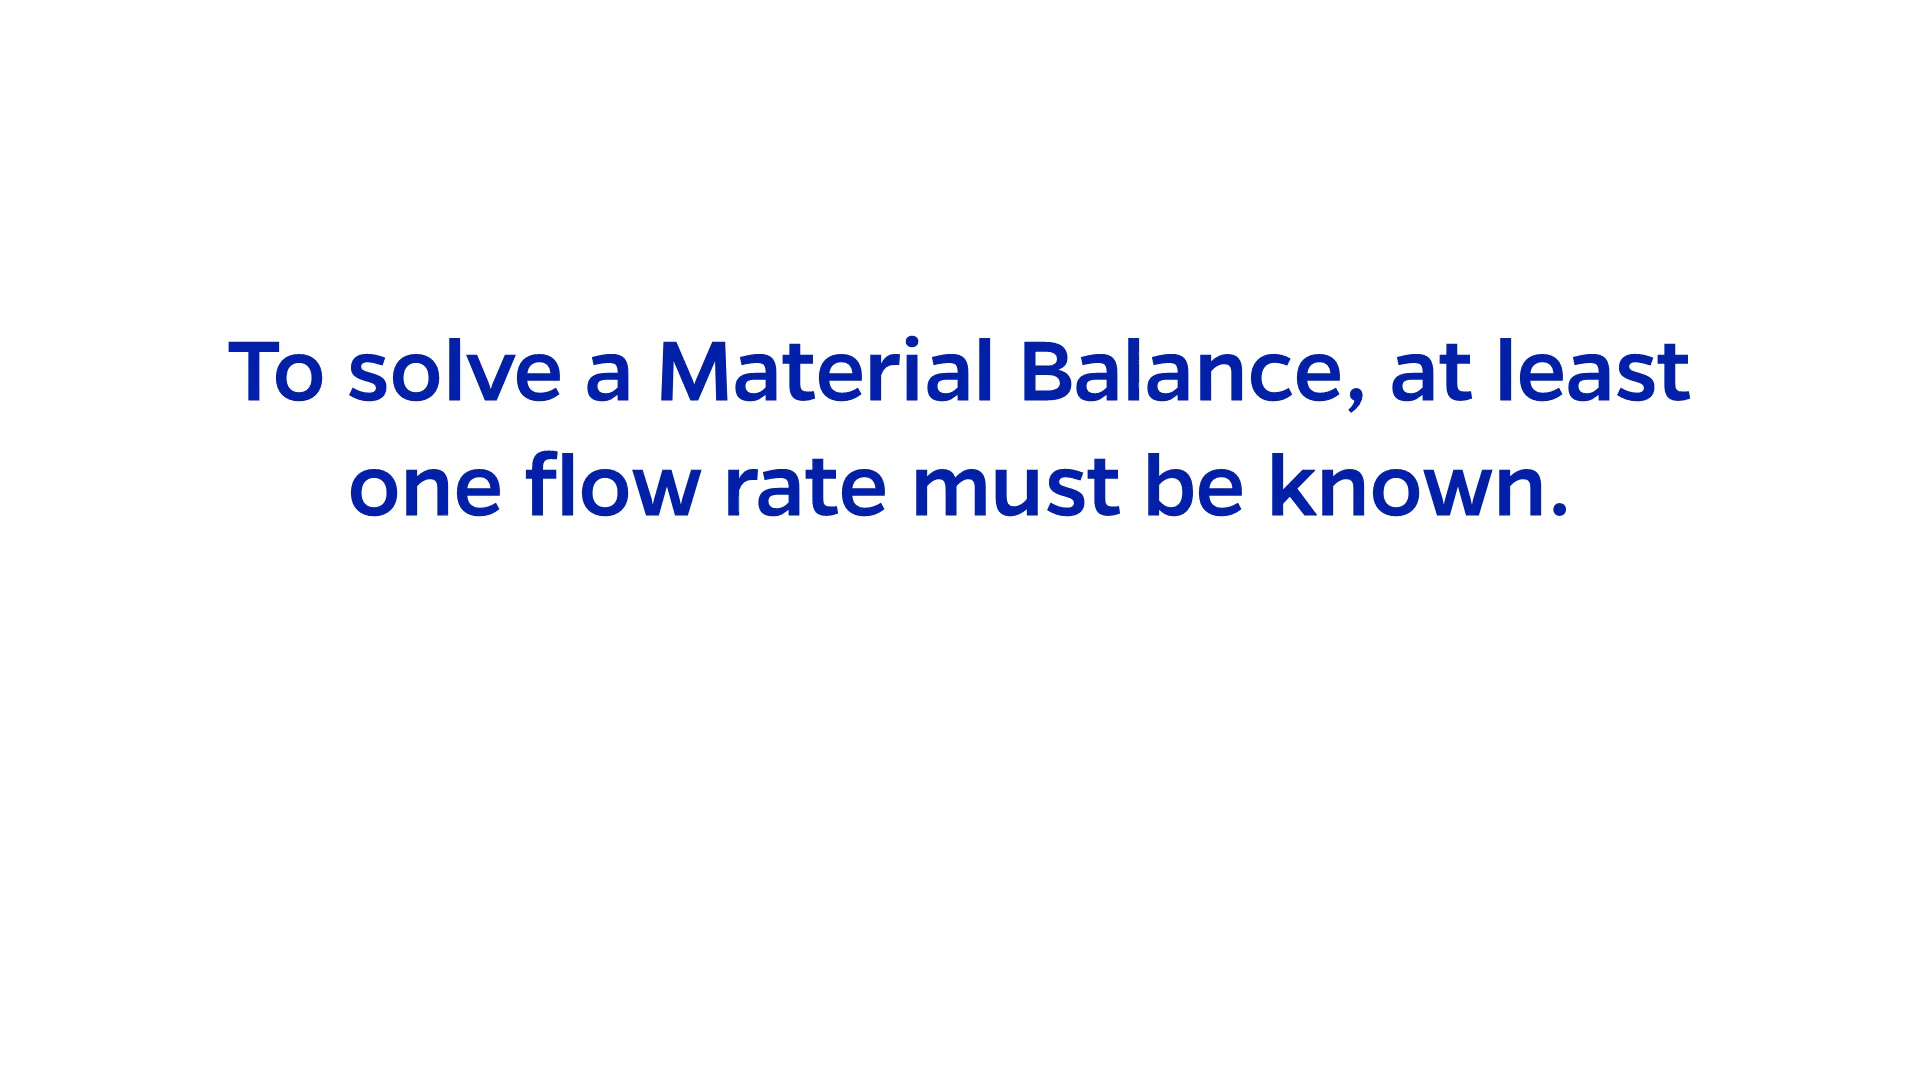 To solve a Material Balance, at least
one flow rate must be known.